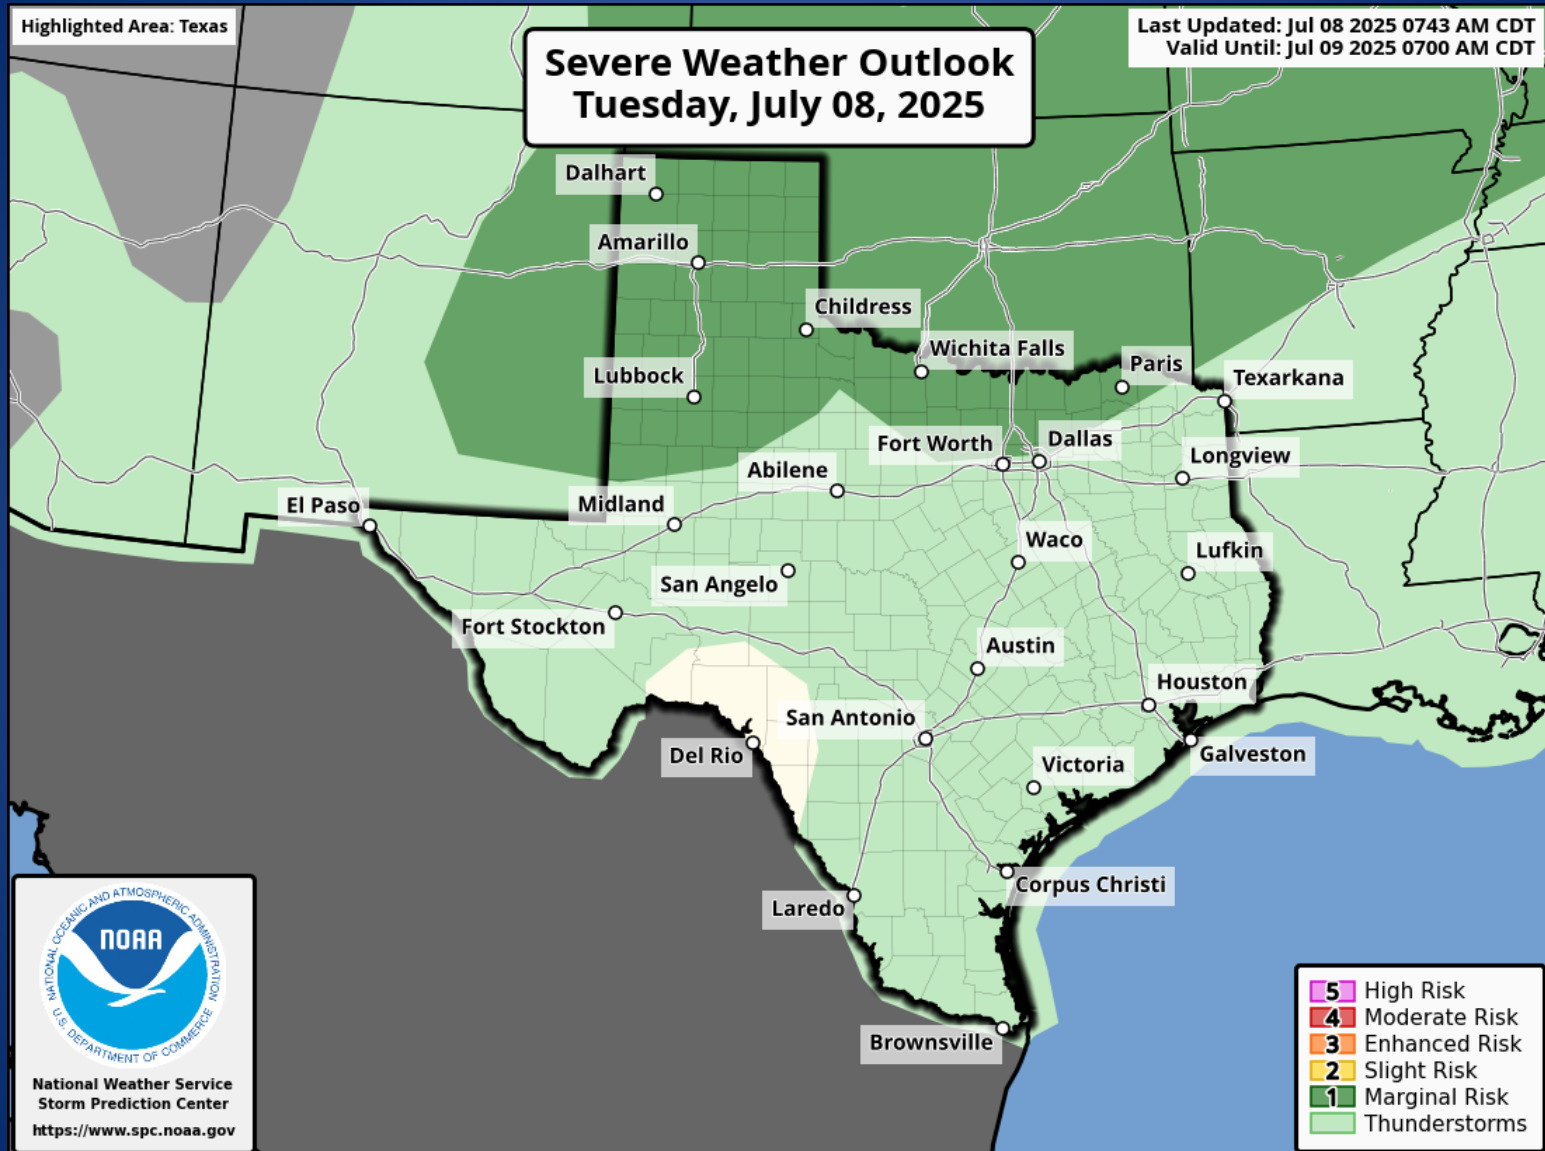 Highlighted Area: Texas
Severe Weather Outlook
Tuesday, July 08, 2025
Last Updated: Jul 08 2025 0743 AM CDT
Valid Until: Jul 09 2025 0700 AM CDT
Dalhart
Amarillo
Childress
Wichita Falls
Paris
Texarkana
Lubbock
Fort Worth
Dallas
Longview
Abilene
El Paso
Midland
Waco
Lufkin
San Angelo
Fort Stockton
Austin
Houston
San Antonio
Del Rio
Galveston
Victoria
Corpus Christi
Laredo
Brownsville
NATIONAL OCEANIC AND ATMOSPHERIC ADMINISTRATION
NOAA
U.S. DEPARTMENT OF COMMERCE
National Weather Service
Storm Prediction Center
https://www.spc.noaa.gov
5 High Risk
4 Moderate Risk
3 Enhanced Risk
2 Slight Risk
1 Marginal Risk
Thunderstorms